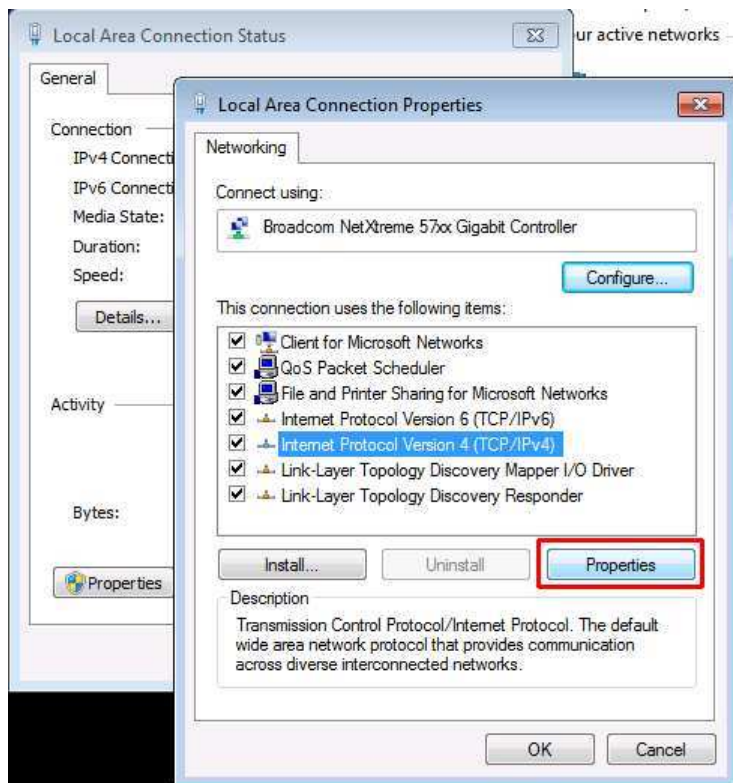 Local Area Connection Status
ur active networks
General
Connection
IPv4 Connecti
IPv6 Connecti
Media State:
Duration:
Speed:
Details...
Activity
Bytes:
Properties
Local Area Connection Properties
Networking
Connect using:
Broadcom NetXtreme 57xx Gigabit Controller
Configure...
This connection uses the following items:
Client for Microsoft Networks
QoS Packet Scheduler
File and Printer Sharing for Microsoft Networks
Internet Protocol Version 6 (TCP/IPv6)
Internet Protocol Version 4 (TCP/IPv4)
Link-Layer Topology Discovery Mapper I/O Driver
Link-Layer Topology Discovery Responder
Install...
Uninstall
Properties
Description
Transmission Control Protocol/Internet Protocol. The default
wide area network protocol that provides communication
across diverse interconnected networks.
OK
Cancel